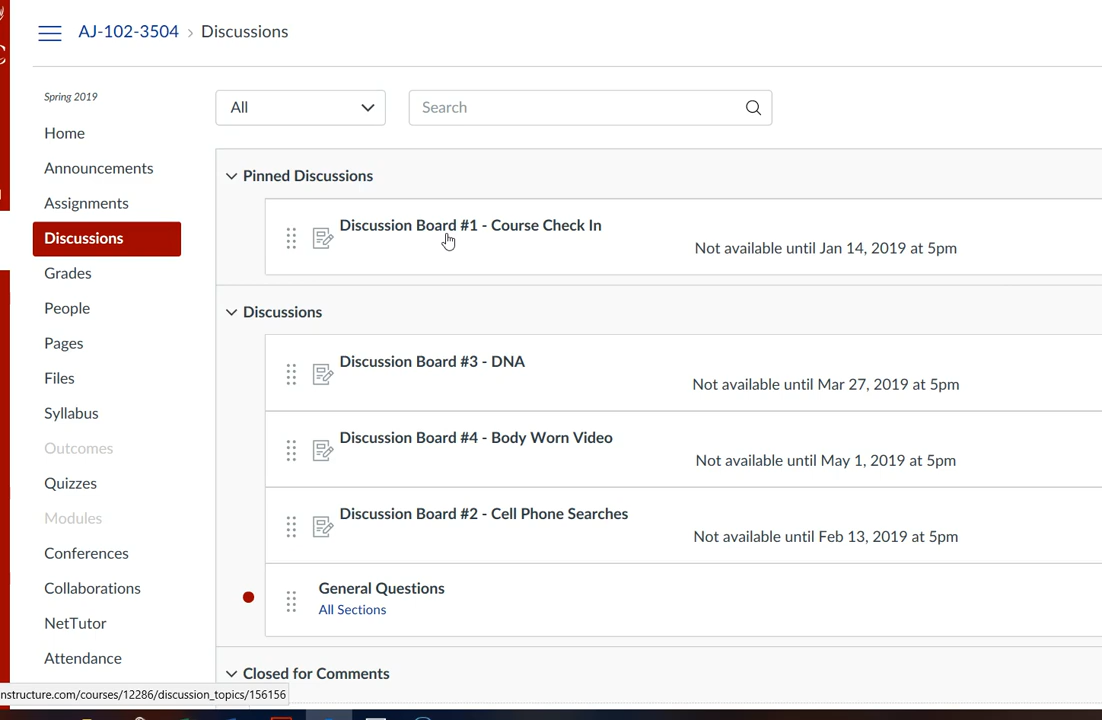 AJ-102-3504 › Discussions
Spring 2019
Home
Announcements
Assignments
Discussions
Grades
People
Pages
Files
Syllabus
Outcomes
Quizzes
Modules
Conferences
Collaborations
NetTutor
Attendance
All
Search
Pinned Discussions
Discussion Board #1 - Course Check In
Not available until Jan 14, 2019 at 5pm
Discussions
Discussion Board #3 - DNA
Not available until Mar 27, 2019 at 5pm
Discussion Board #4 - Body Worn Video
Not available until May 1, 2019 at 5pm
Discussion Board #2 - Cell Phone Searches
Not available until Feb 13, 2019 at 5pm
General Questions
All Sections
Closed for Comments
nstructure.com/courses/12286/discussion_topics/156156